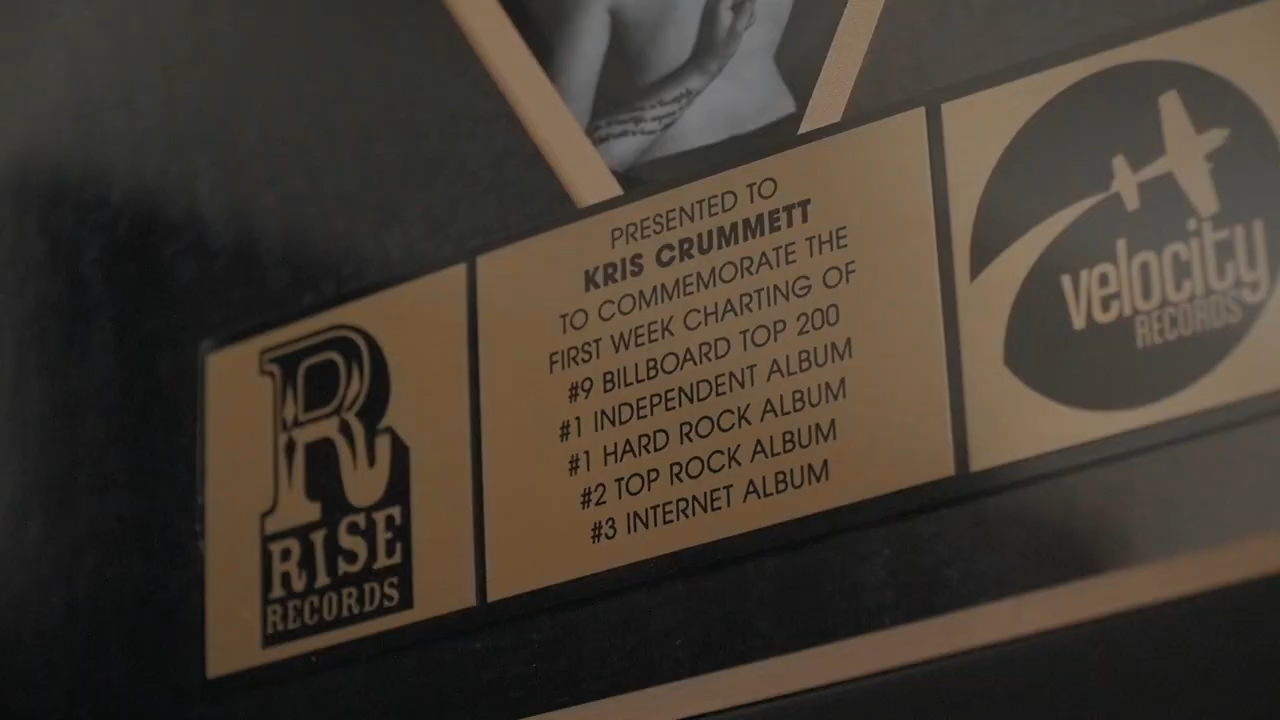 PRESENTED TO
KRIS CRUMMETT
TO COMMEMORATE THE
FIRST WEEK CHARTING OF
#9 BILLBOARD TOP 200
#1 INDEPENDENT ALBUM
#1 HARD ROCK ALBUM
#2 TOP ROCK ALBUM
#3 INTERNET ALBUM
R
RISE
RECORDS
velocity
RECORDS